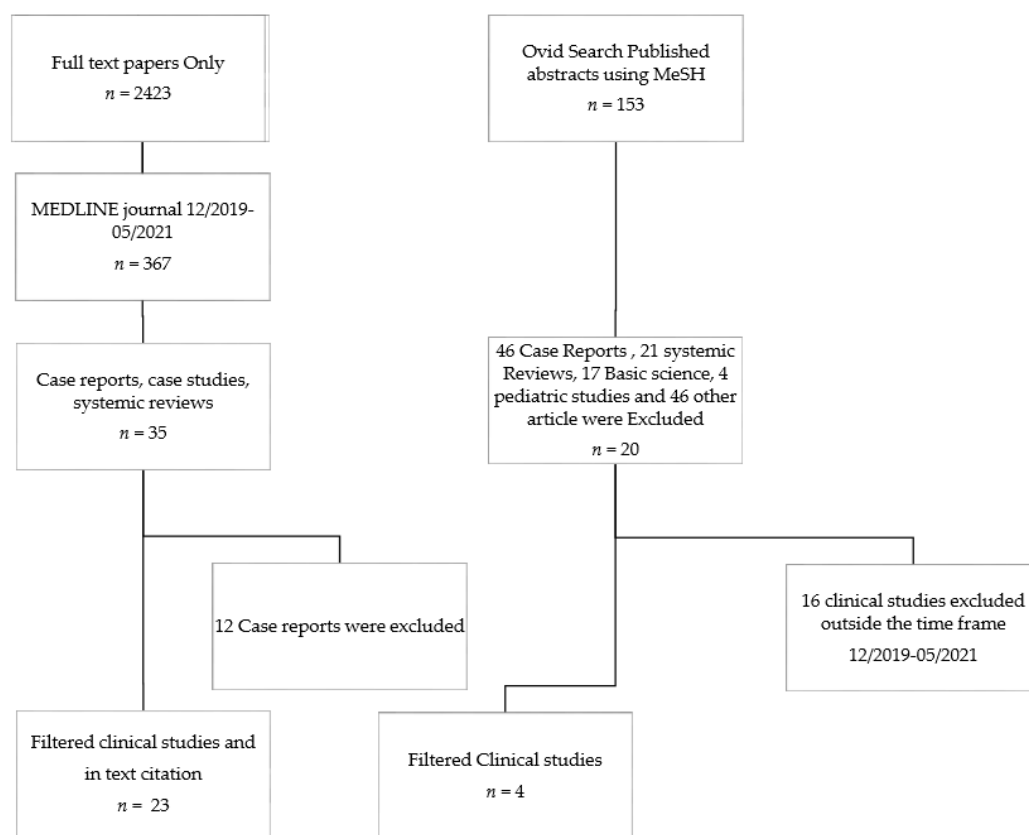 Full text papers Only
n = 2423
MEDLINE journal 12/2019-
05/2021
n = 367
Case reports, case studies,
systemic reviews
n = 35
12 Case reports were excluded
Filtered clinical studies and
in text citation
n = 23
Ovid Search Published
abstracts using MeSH
n = 153
46 Case Reports , 21 systemic
Reviews, 17 Basic science, 4
pediatric studies and 46 other
article were Excluded
n = 20
16 clinical studies excluded
outside the time frame
12/2019-05/2021
Filtered Clinical studies
n = 4